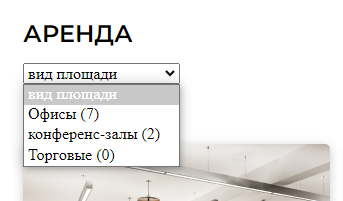 АРЕНДА
вид площади
вид площади
Офисы (7)
конференс-залы (2)
Торговые (0)